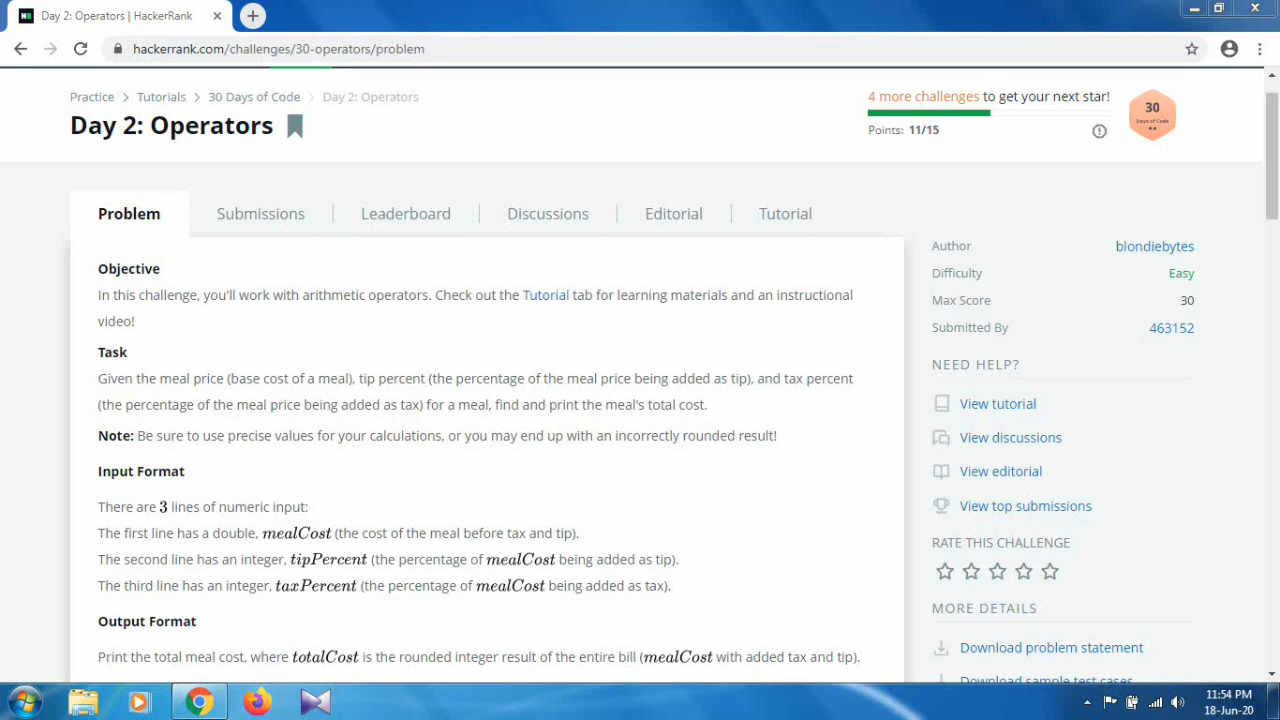 Day 2: Operators | HackerRank
hackerrank.com/challenges/30-operators/problem
Practice > Tutorials > 30 Days of Code > Day 2: Operators
Day 2: Operators
4 more challenges to get your next star!
Points: 11/15
30
Days of Code
Problem
Submissions
Leaderboard
Discussions
Editorial
Tutorial
Objective
In this challenge, you'll work with arithmetic operators. Check out the Tutorial tab for learning materials and an instructional
video!
Task
Given the meal price (base cost of a meal), tip percent (the percentage of the meal price being added as tip), and tax percent
(the percentage of the meal price being added as tax) for a meal, find and print the meal's total cost.
Note: Be sure to use precise values for your calculations, or you may end up with an incorrectly rounded result!
Input Format
There are 3 lines of numeric input:
The first line has a double, mealCost (the cost of the meal before tax and tip).
The second line has an integer, tipPercent (the percentage of mealCost being added as tip).
The third line has an integer, taxPercent (the percentage of mealCost being added as tax).
Output Format
Print the total meal cost, where totalCost is the rounded integer result of the entire bill (mealCost with added tax and tip).
Author blondiebytes
Difficulty Easy
Max Score 30
Submitted By 463152
NEED HELP?
View tutorial
View discussions
View editorial
View top submissions
RATE THIS CHALLENGE
MORE DETAILS
Download problem statement
Download sample test cases
11:54 PM
18-Jun-20